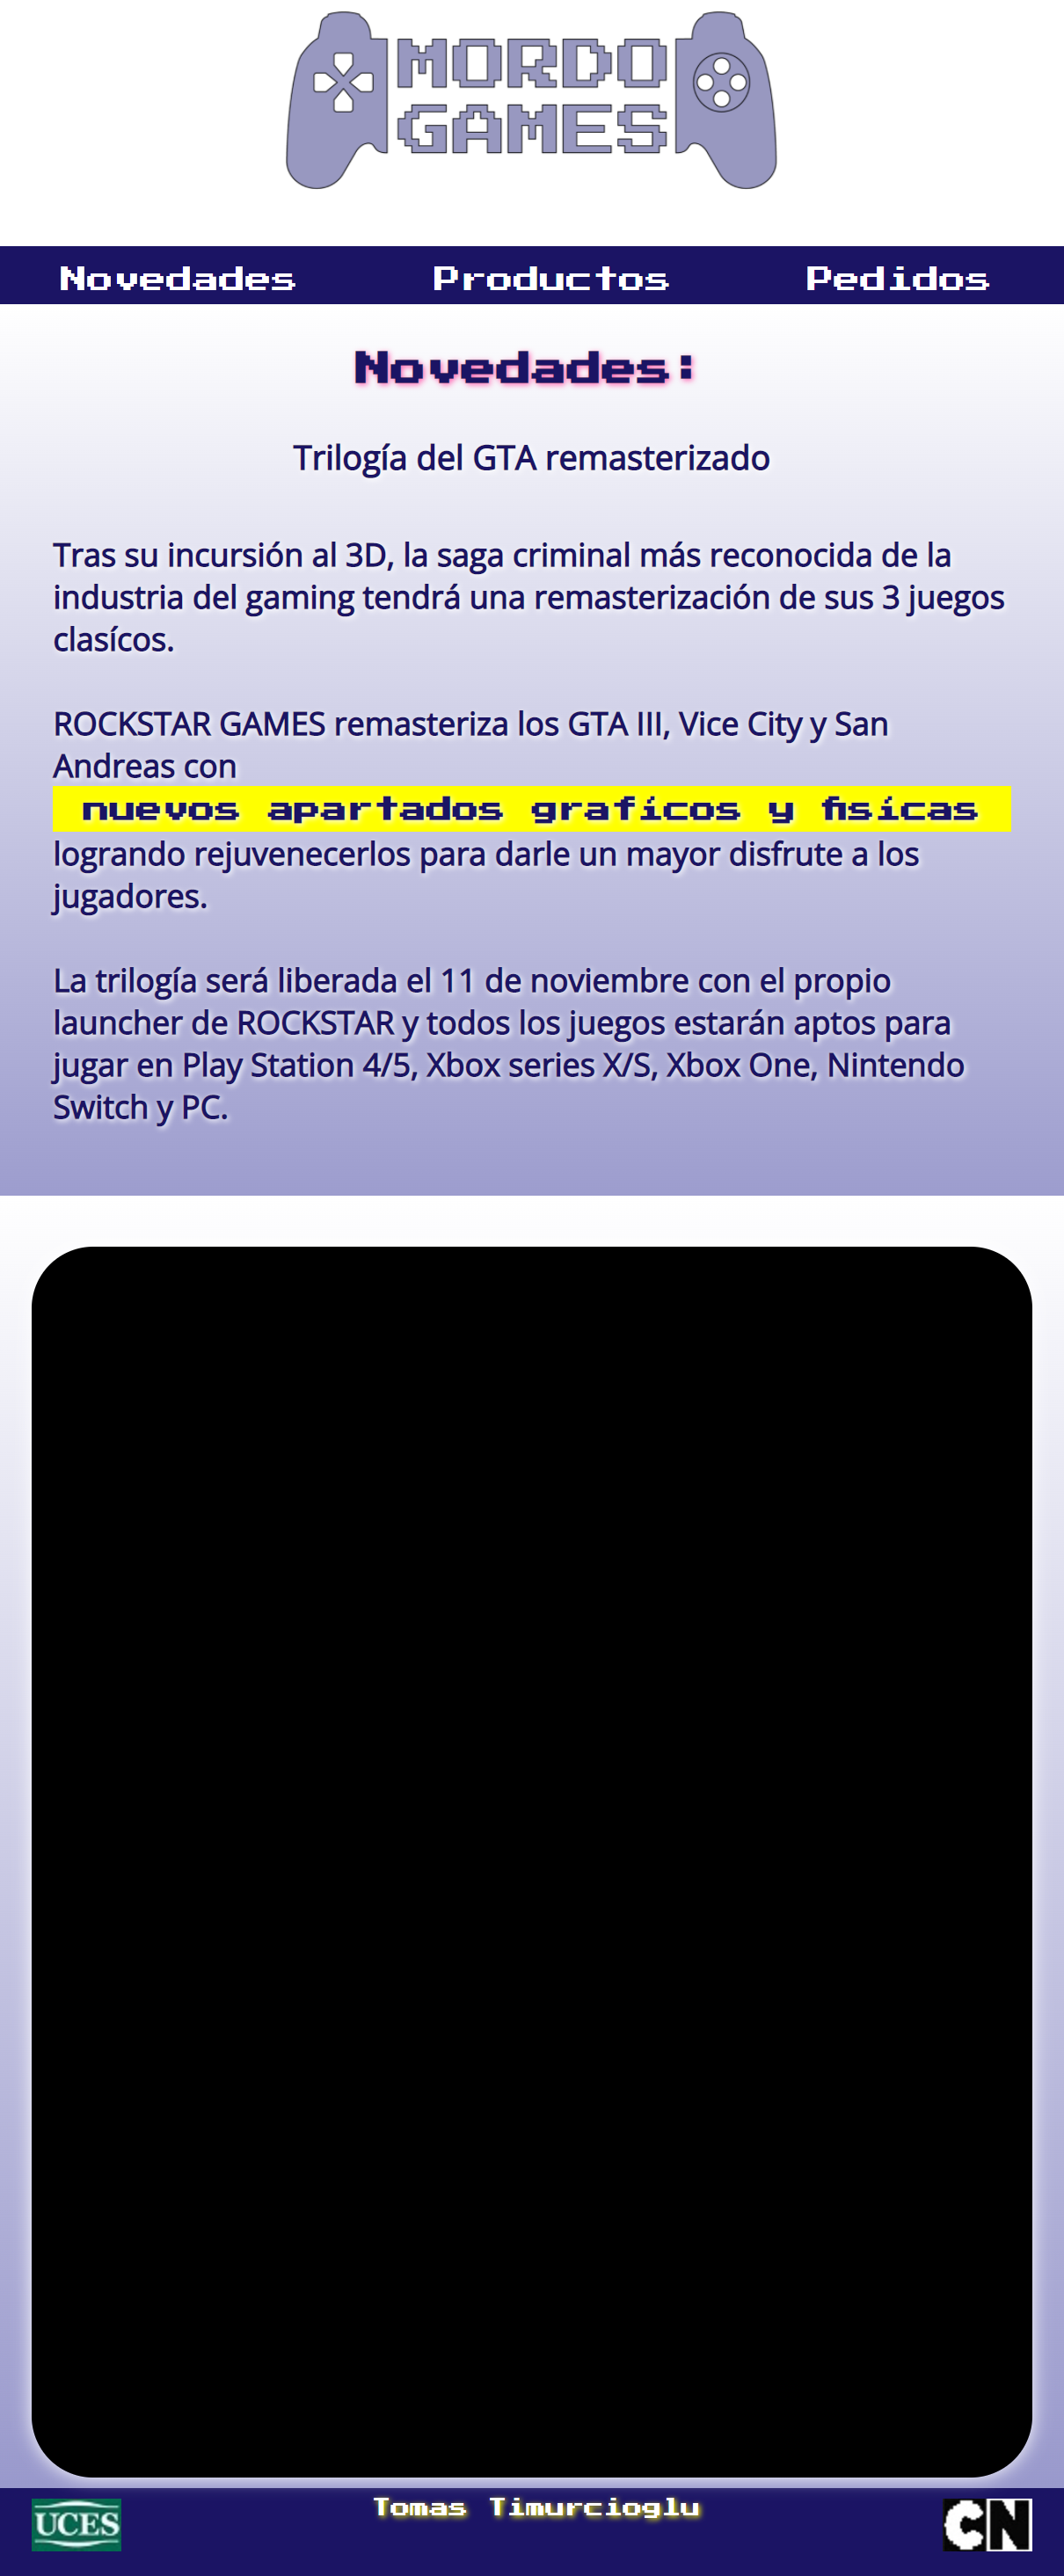 MORDO
GAMES
Novedades Productos Pedidos
Novedades:
Trilogía del GTA remasterizado
Tras su incursión al 3D, la saga criminal más reconocida de la
industria del gaming tendrá una remasterización de sus 3 juegos
clasícos.
ROCKSTAR GAMES remasteriza los GTA III, Vice City y San
Andreas con
nuevos apartados graficos y fisicas
logrando rejuvenecerlos para darle un mayor disfrute a los
jugadores.
La trilogía será liberada el 11 de noviembre con el propio
launcher de ROCKSTAR y todos los juegos estarán aptos para
jugar en Play Station 4/5, Xbox series X/S, Xbox One, Nintendo
Switch y PC.
UCES Tomas Timurcioglu CN